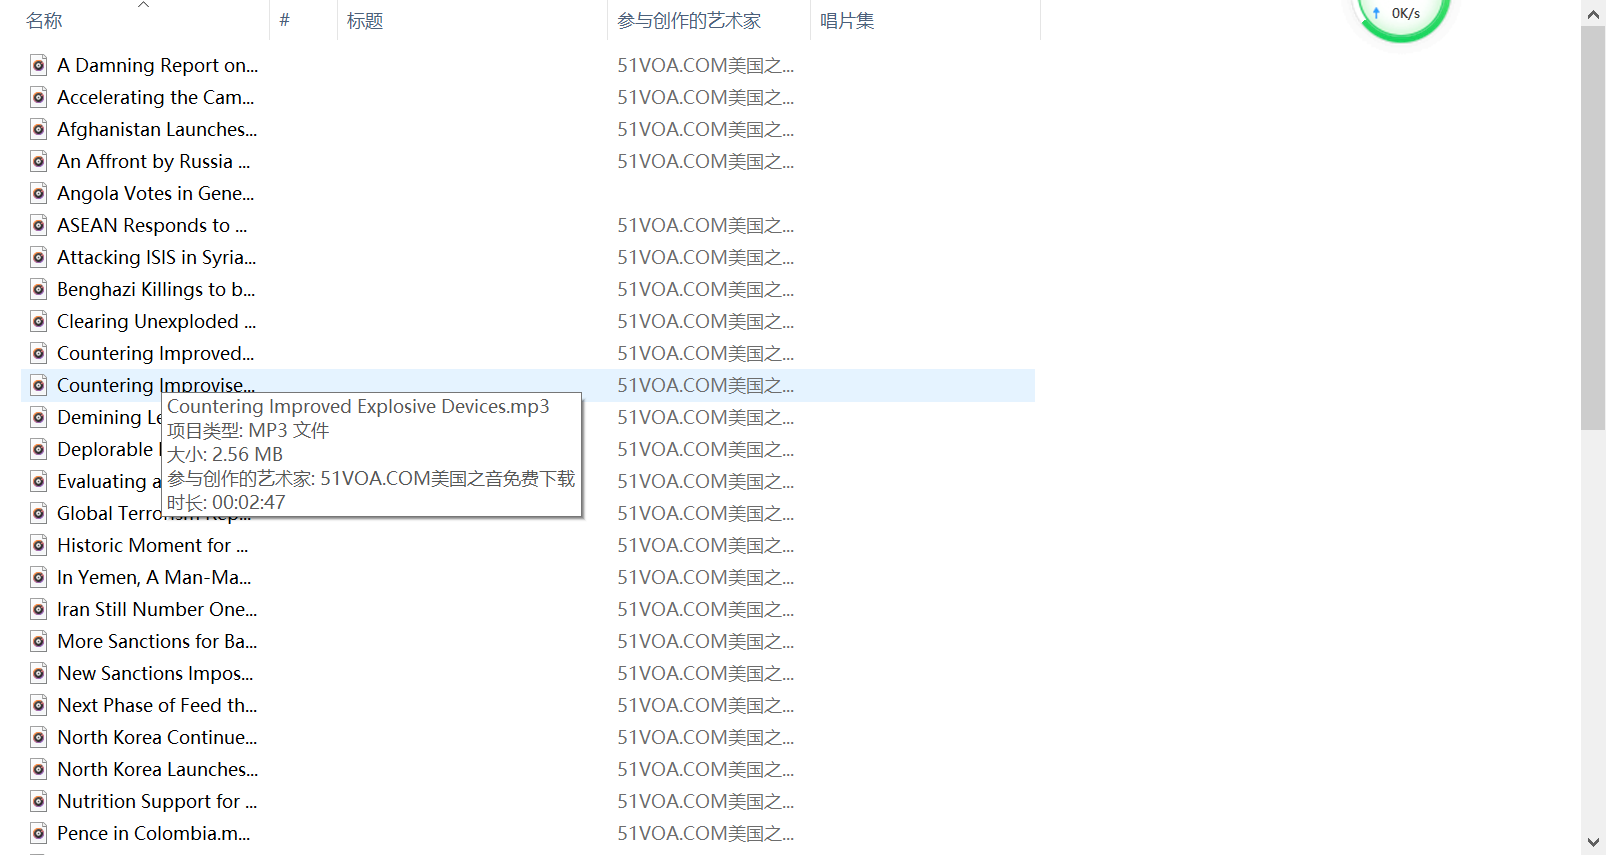 名称 # 标题 参与创作的艺术家 唱片集
0K/s
A Damning Report on... 51VOA.COM美国之...
Accelerating the Cam... 51VOA.COM美国之...
Afghanistan Launches... 51VOA.COM美国之...
An Affront by Russia ... 51VOA.COM美国之...
Angola Votes in Gene...
ASEAN Responds to ... 51VOA.COM美国之...
Attacking ISIS in Syria... 51VOA.COM美国之...
Benghazi Killings to b... 51VOA.COM美国之...
Clearing Unexploded ... 51VOA.COM美国之...
Countering Improved... 51VOA.COM美国之...
Countering Improvise... 51VOA.COM美国之...
Countering Improved Explosive Devices.mp3
项目类型: MP3 文件
大小: 2.56 MB
参与创作的艺术家: 51VOA.COM美国之音免费下载
时长: 00:02:47
Demining Le 51VOA.COM美国之...
Deplorable 51VOA.COM美国之...
Evaluating a 51VOA.COM美国之...
Global Terrorism Rep... 51VOA.COM美国之...
Historic Moment for ... 51VOA.COM美国之...
In Yemen, A Man-Ma... 51VOA.COM美国之...
Iran Still Number One... 51VOA.COM美国之...
More Sanctions for Ba... 51VOA.COM美国之...
New Sanctions Impos... 51VOA.COM美国之...
Next Phase of Feed th... 51VOA.COM美国之...
North Korea Continue... 51VOA.COM美国之...
North Korea Launches... 51VOA.COM美国之...
Nutrition Support for ... 51VOA.COM美国之...
Pence in Colombia.m... 51VOA.COM美国之...